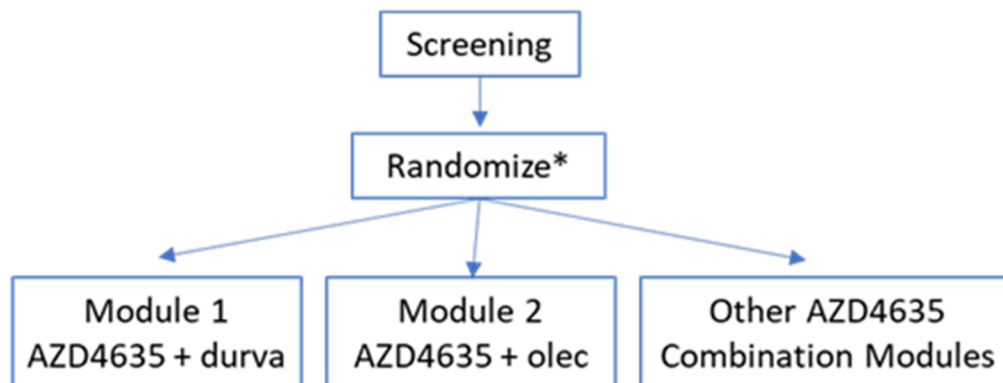 Screening
Randomize*
Module 1
AZD4635 + durva
Module 2
AZD4635 + olec
Other AZD4635
Combination Modules